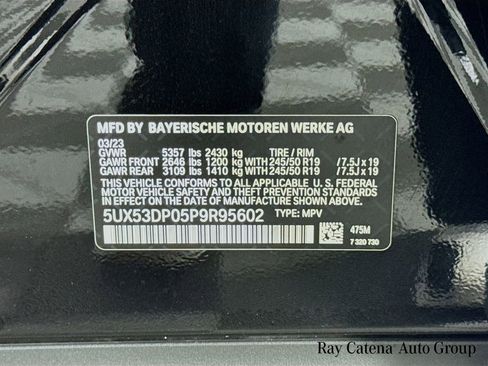 MFD BY BAYERISCHE MOTOREN WERKE AG
03/23
GVWR 5357 lbs 2430 kg TIRE / RIM
GAWR FRONT 2646 lbs 1200 kg WITH 245/50 R19 /7.5J x 19
GAWR REAR 3109 lbs 1410 kg WITH 245/50 R19 /7.5J x 19
THIS VEHICLE CONFORMS TO ALL APPLICABLE U.S. FEDERAL
MOTOR VEHICLE SAFETY AND THEFT PREVENTION STANDARDS
IN EFFECT ON THE DATE OF MANUFACTURE SHOWN ABOVE.
5UX53DP05P9R95602 TYPE: MPV
475M
7 320 730
Ray Catena Auto Group